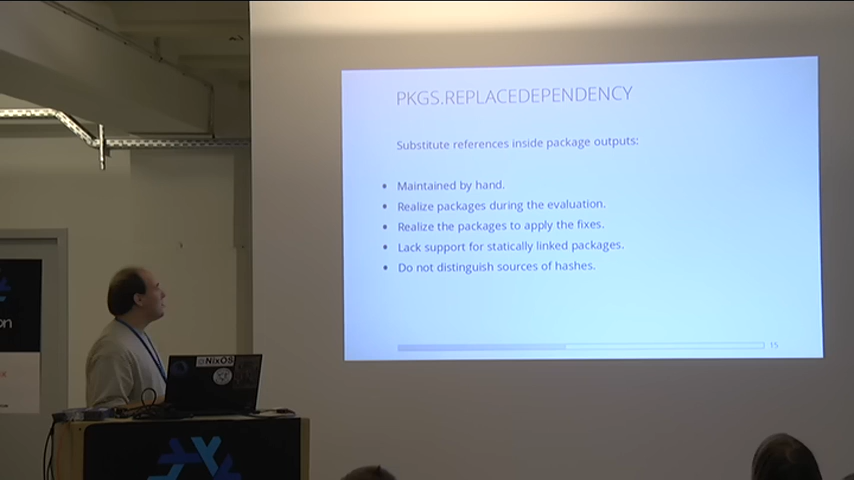 PKGS.REPLACEDEPENDENCY
Substitute references inside package outputs:
• Maintained by hand.
• Realize packages during the evaluation.
• Realize the packages to apply the fixes.
• Lack support for statically linked packages.
• Do not distinguish sources of hashes.
15
NixOS
on